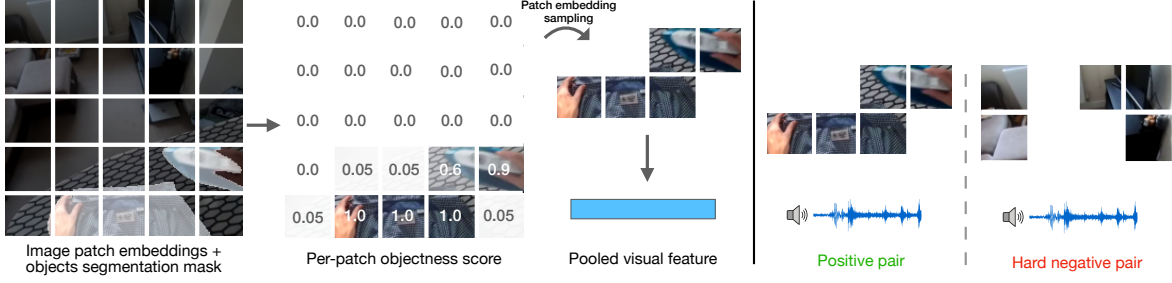 0.0 0.0 0.0 0.0 0.0
0.0 0.0 0.0 0.0 0.0
0.0 0.0 0.0 0.0 0.0
0.0 0.05 0.05 0.6 0.9
0.05 1.0 1.0 1.0 0.05
Patch embedding
sampling
Image patch embeddings +
objects segmentation mask
Per-patch objectness score
Pooled visual feature
Positive pair
Hard negative pair